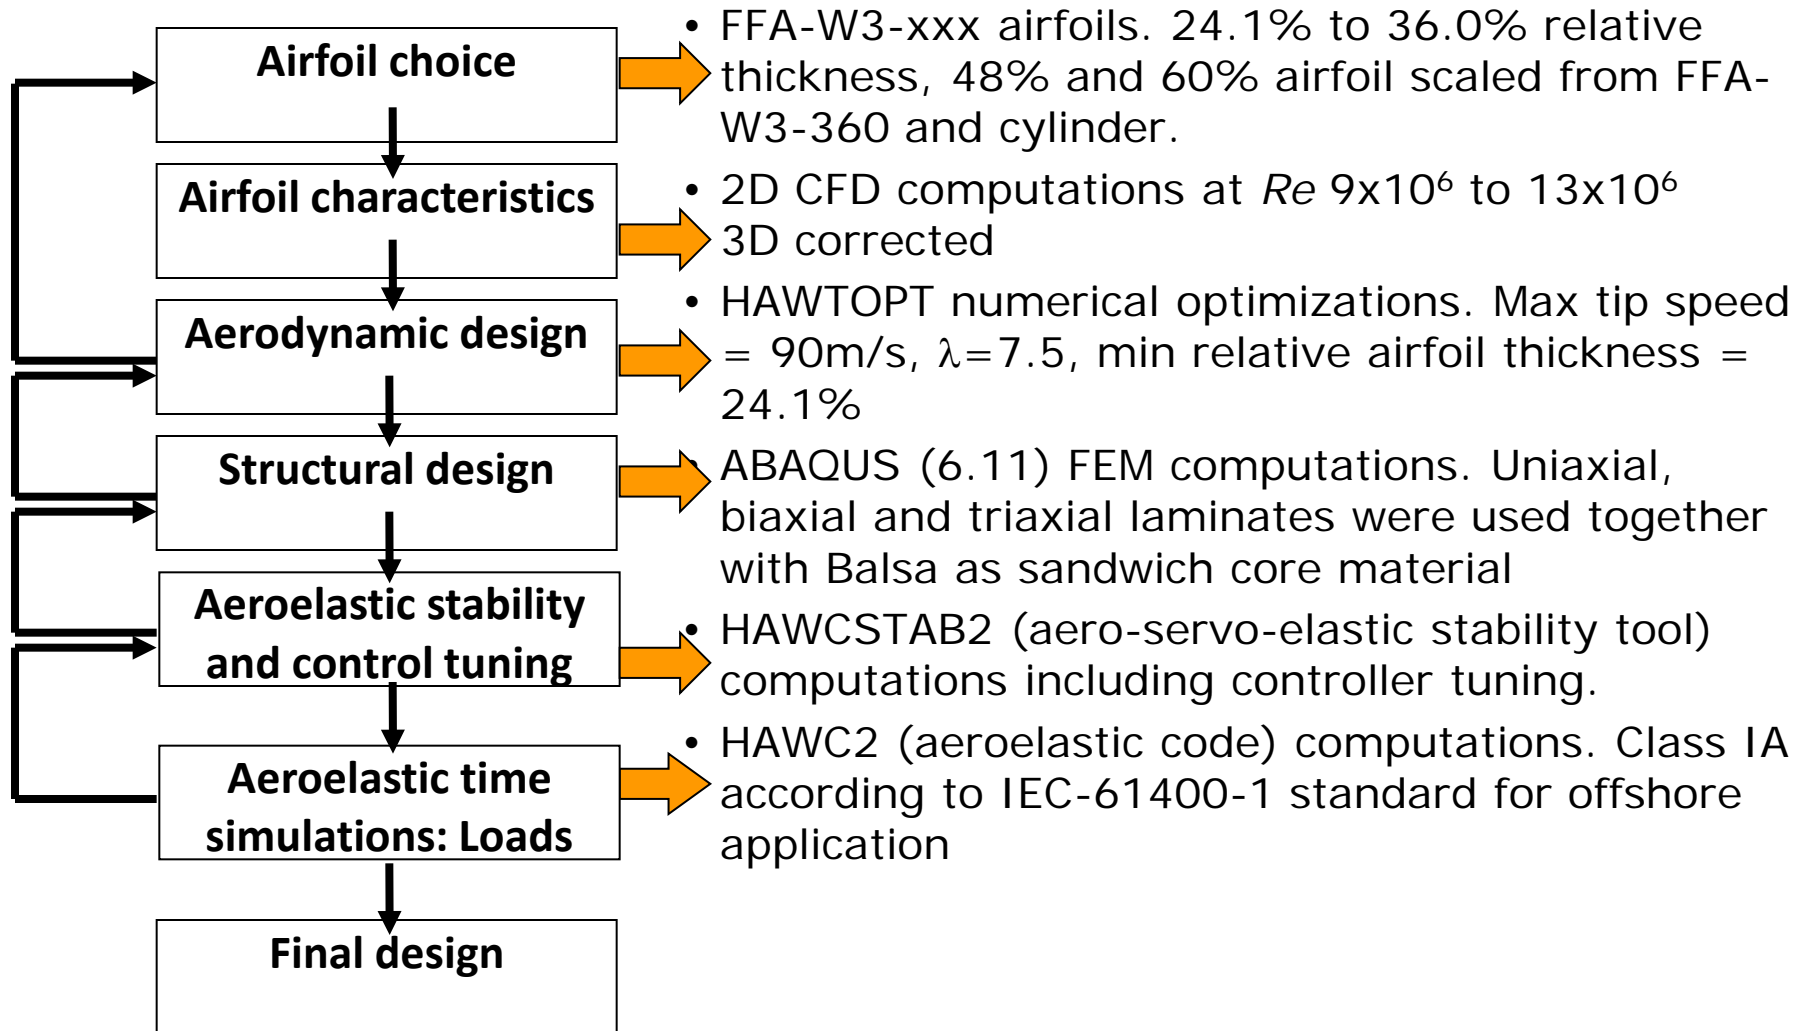 Airfoil choice
• FFA-W3-xxx airfoils. 24.1% to 36.0% relative
thickness, 48% and 60% airfoil scaled from FFA-
W3-360 and cylinder.
Airfoil characteristics
• 2D CFD computations at Re 9x10⁶ to 13x10⁶
3D corrected
Aerodynamic design
• HAWTOPT numerical optimizations. Max tip speed
= 90m/s, λ=7.5, min relative airfoil thickness =
24.1%
Structural design
• ABAQUS (6.11) FEM computations. Uniaxial,
biaxial and triaxial laminates were used together
with Balsa as sandwich core material
Aeroelastic stability
and control tuning
• HAWCSTAB2 (aero-servo-elastic stability tool)
computations including controller tuning.
Aeroelastic time
simulations: Loads
• HAWC2 (aeroelastic code) computations. Class IA
according to IEC-61400-1 standard for offshore
application
Final design